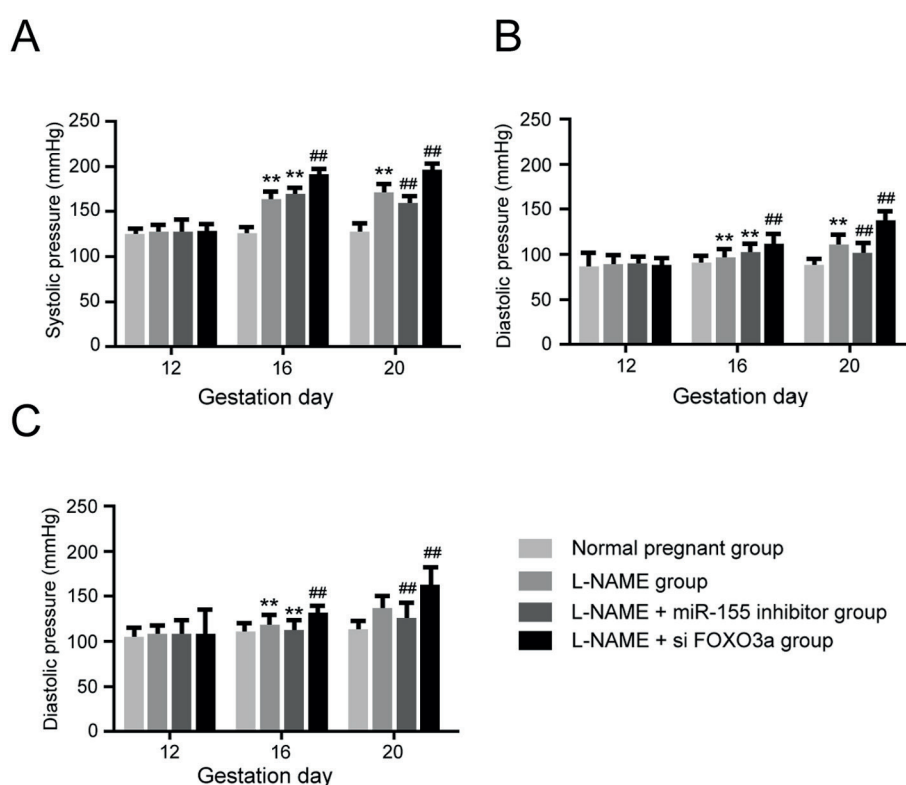 A
Systolic pressure (mmHg)
250
200
150
100
50
0
** ** ##
** ## ##
12 16 20
Gestation day
B
Diastolic pressure (mmHg)
250
200
150
100
50
0
** ** ##
** ## ##
12 16 20
Gestation day
C
Diastolic pressure (mmHg)
250
200
150
100
50
0
** ** ##
## ##
12 16 20
Gestation day
Normal pregnant group
L-NAME group
L-NAME + miR-155 inhibitor group
L-NAME + si FOXO3a group